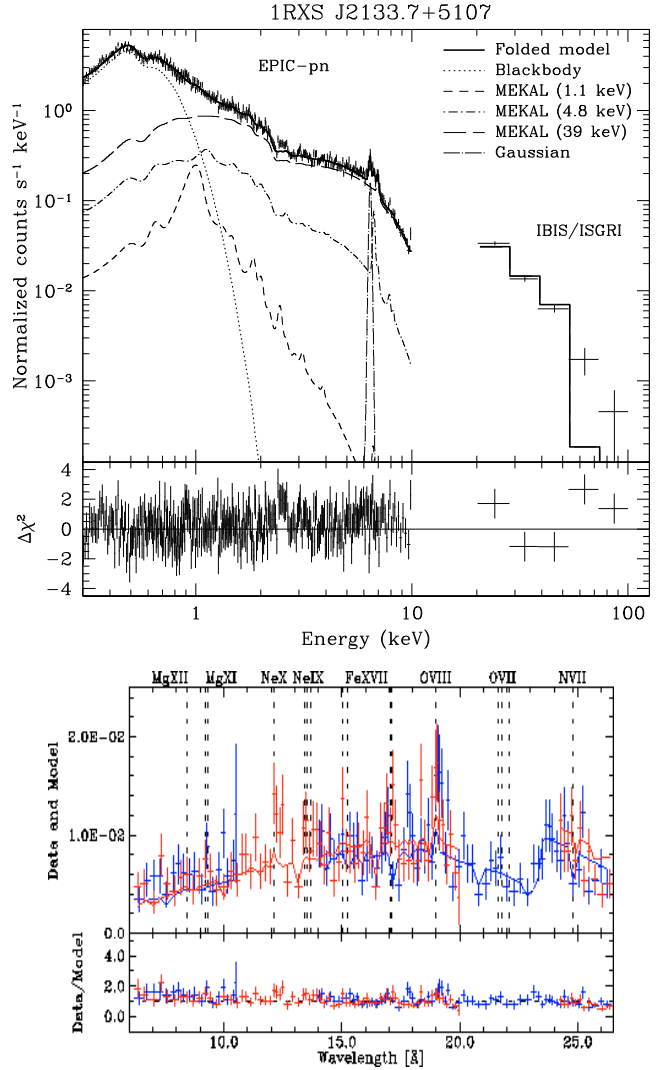 1RXS J2133.7+5107
EPIC-pn
Folded model
Blackbody
MEKAL (1.1 keV)
MEKAL (4.8 keV)
MEKAL (39 keV)
Gaussian
IBIS/ISGRI
Normalized counts s⁻¹ keV⁻¹
10⁰
10⁻¹
10⁻²
10⁻³
Δχ²
4
2
0
−2
−4
1
10
100
Energy (keV)
MgXII MgXI NeX NeIX FeXVII OVIII OVII NVII
Data and Model
2.0E-02
1.0E-03
0.0
Data/Model
4.0
2.0
0.0
10.0
15.0
20.0
25.0
Wavelength [Å]